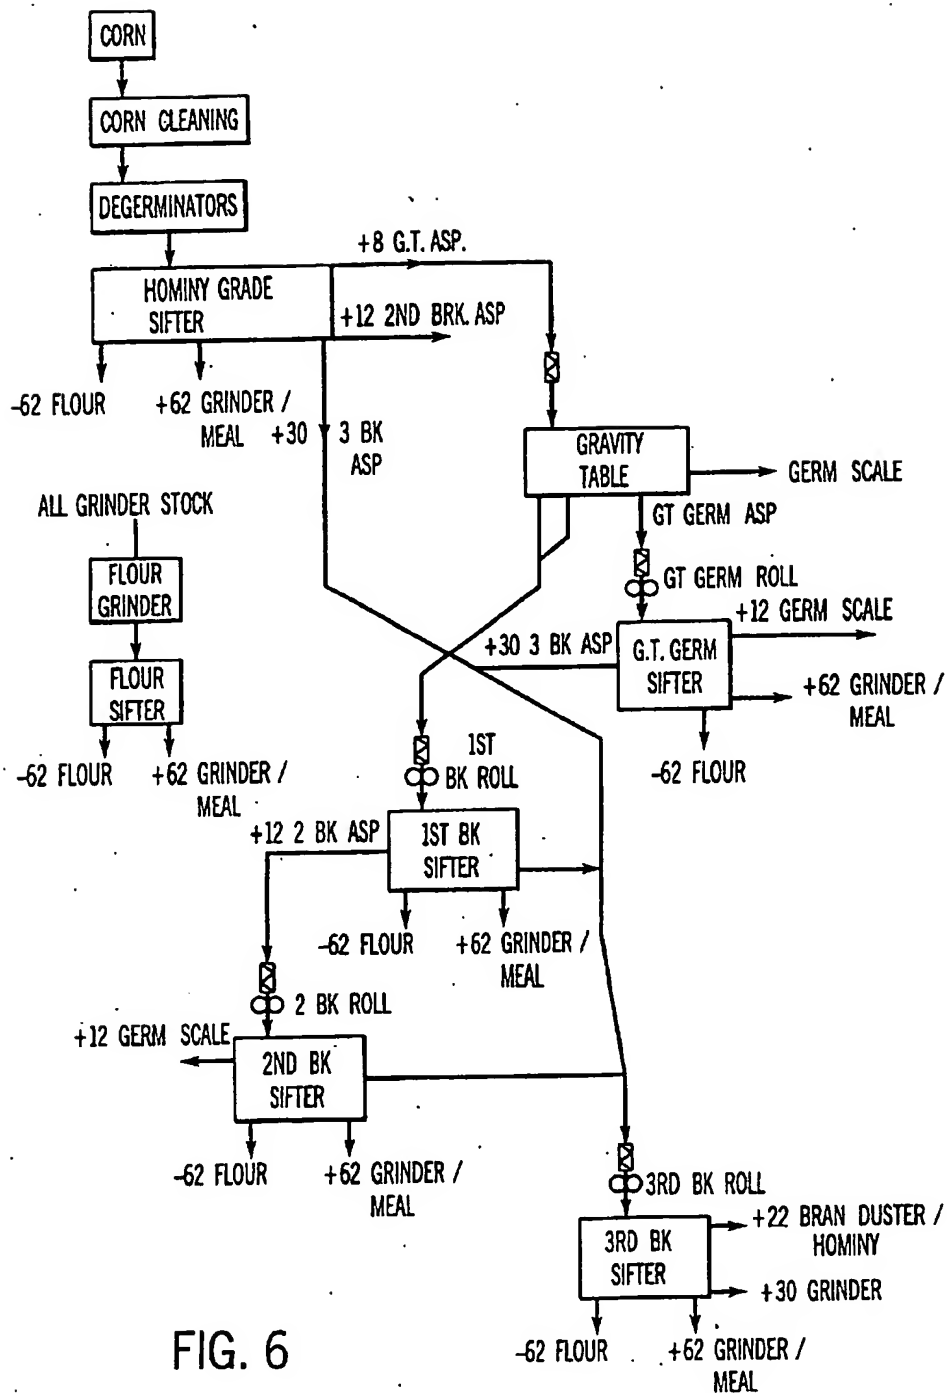 CORN
CORN CLEANING
DEGERMINATORS
+8 G.T. ASP.
HOMINY GRADE
SIFTER
+12 2ND BRK. ASP
-62 FLOUR
+62 GRINDER /
MEAL
+30 3 BK
ASP
GRAVITY
TABLE
GERM SCALE
ALL GRINDER STOCK
GT GERM ASP
FLOUR
GRINDER
GT GERM ROLL
+12 GERM SCALE
+30 3 BK ASP
G.T. GERM
SIFTER
FLOUR
SIFTER
+62 GRINDER /
MEAL
-62 FLOUR
-62 FLOUR
+62 GRINDER /
MEAL
1ST
BK ROLL
+12 2 BK ASP
1ST BK
SIFTER
-62 FLOUR
+62 GRINDER /
MEAL
2 BK ROLL
+12 GERM SCALE
2ND BK
SIFTER
-62 FLOUR
+62 GRINDER /
MEAL
3RD BK ROLL
+22 BRAN DUSTER /
HOMINY
3RD BK
SIFTER
+30 GRINDER
-62 FLOUR
+62 GRINDER /
MEAL
FIG. 6